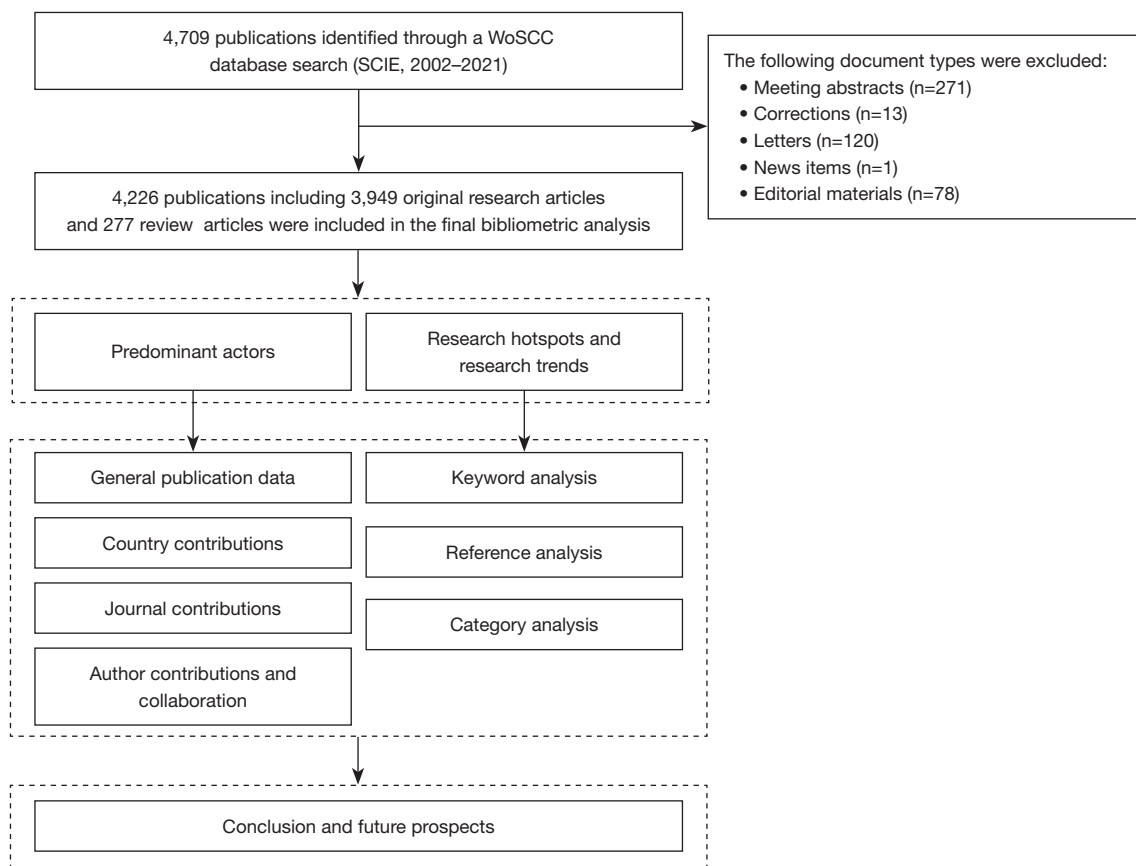 4,709 publications identified through a WoSCC
database search (SCIE, 2002–2021)
The following document types were excluded:
• Meeting abstracts (n=271)
• Corrections (n=13)
• Letters (n=120)
• News items (n=1)
• Editorial materials (n=78)
4,226 publications including 3,949 original research articles
and 277 review articles were included in the final bibliometric analysis
Predominant actors
Research hotspots and
research trends
General publication data
Country contributions
Journal contributions
Author contributions and
collaboration
Keyword analysis
Reference analysis
Category analysis
Conclusion and future prospects